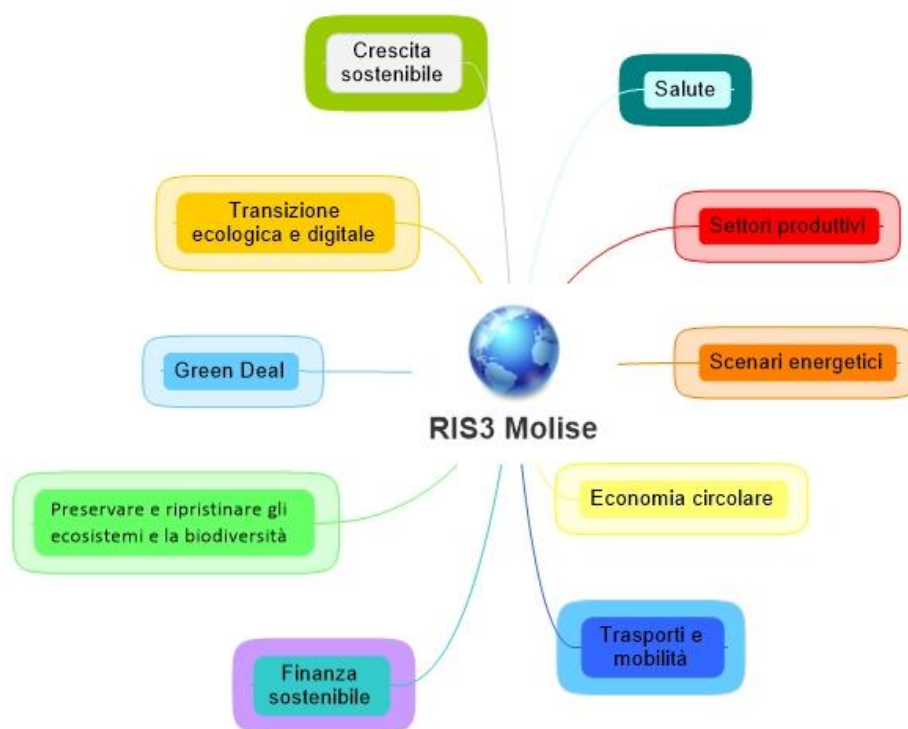 Crescita
sostenibile
Salute
Transizione
ecologica e digitale
Settori produttivi
Green Deal
Scenari energetici
RIS3 Molise
Preservare e ripristinare gli
ecosistemi e la biodiversità
Economia circolare
Finanza
sostenibile
Trasporti e
mobilità